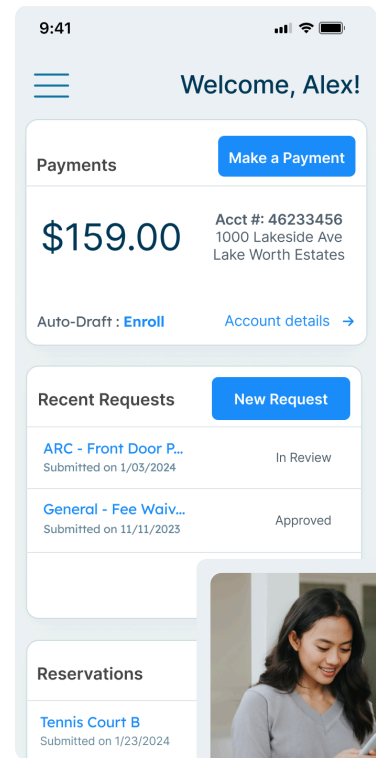 9:41
Welcome, Alex!
Payments
Make a Payment
$159.00
Acct #: 46233456
1000 Lakeside Ave
Lake Worth Estates
Auto-Draft : Enroll
Account details →
Recent Requests
New Request
ARC - Front Door P...
Submitted on 1/03/2024
In Review
General - Fee Waiv...
Submitted on 11/11/2023
Approved
Reservations
Tennis Court B
Submitted on 1/23/2024